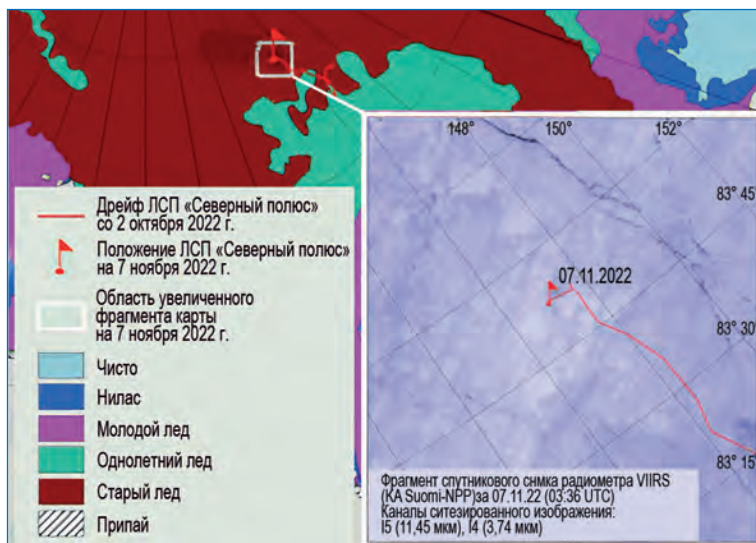 148°
150°
152°
83° 45'
07.11.2022
83° 30'
83° 15'
Дрейф ЛСП «Северный полюс»
со 2 октября 2022 г.
Положение ЛСП «Северный полюс»
на 7 ноября 2022 г.
Область увеличенного
фрагмента карты
на 7 ноября 2022 г.
Чисто
Нилас
Молодой лед
Однолетний лед
Старый лед
Припай
Фрагмент спутникового снмка радиометра VIIRS
(КА Suomi-NPP)за 07.11.22 (03:36 UTC)
Каналы ситезированного изображения:
I5 (11,45 мкм), I4 (3,74 мкм)